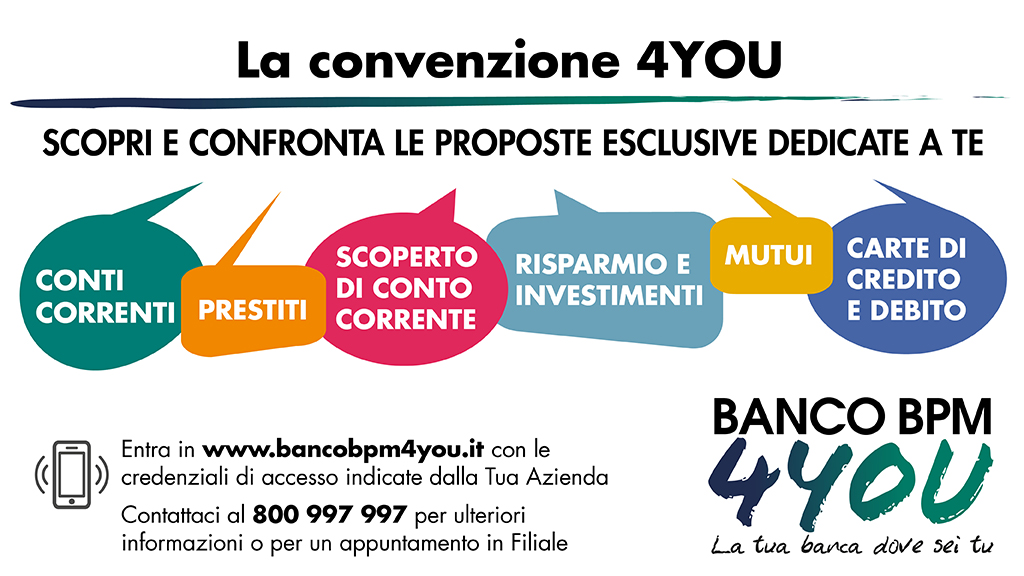 La convenzione 4YOU
SCOPRI E CONFRONTA LE PROPOSTE ESCLUSIVE DEDICATE A TE
CONTI
CORRENTI
PRESTITI
SCOPERTO
DI CONTO
CORRENTE
RISPARMIO E
INVESTIMENTI
MUTUI
CARTE DI
CREDITO
E DEBITO
Entra in www.bancobpm4you.it con le
credenziali di accesso indicate dalla Tua Azienda
Contattaci al 800 997 997 per ulteriori
informazioni o per un appuntamento in Filiale
BANCO BPM
4YOU
La tua banca dove sei tu